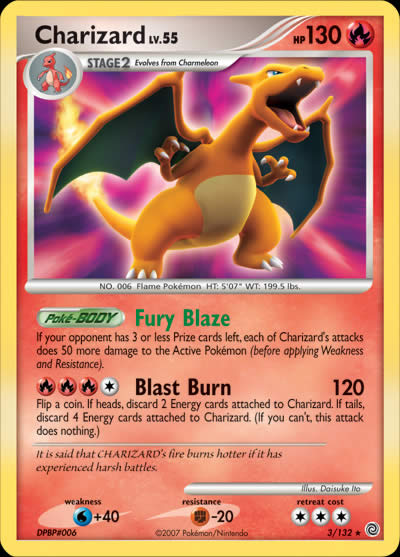 Charizard LV.55 HP 130
STAGE2 Evolves from Charmeleon
NO. 006 Flame Pokémon HT: 5'07" WT: 199.5 lbs.
Poké-BODY Fury Blaze
If your opponent has 3 or less Prize cards left, each of Charizard's attacks
does 50 more damage to the Active Pokémon (before applying Weakness
and Resistance).
Blast Burn 120
Flip a coin. If heads, discard 2 Energy cards attached to Charizard. If tails,
discard 4 Energy cards attached to Charizard. (If you can't, this attack
does nothing.)
It is said that CHARIZARD's fire burns hotter if it has
experienced harsh battles.
Illus. Daisuke Ito
weakness resistance retreat cost
+40 -20
DPBP#006 ©2007 Pokémon/Nintendo 3/132 ★